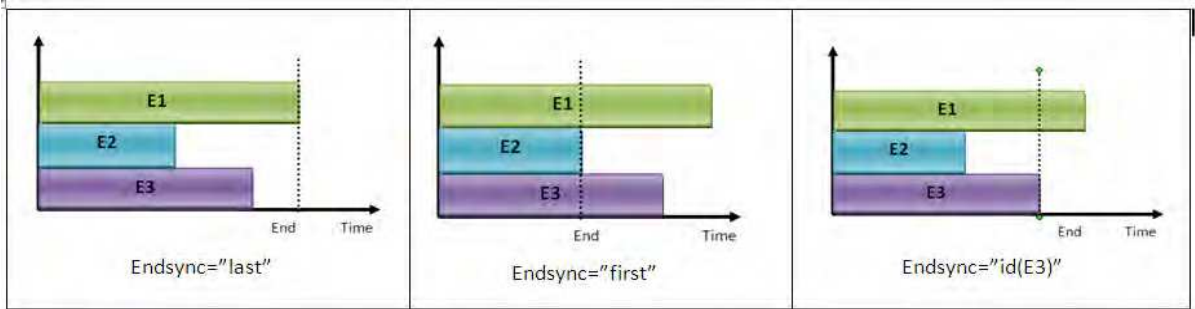 E1
E2
E3
End Time
Endsync=”last”
E1
E2
E3
End Time
Endsync=”first”
E1
E2
E3
End Time
Endsync=”id(E3)”